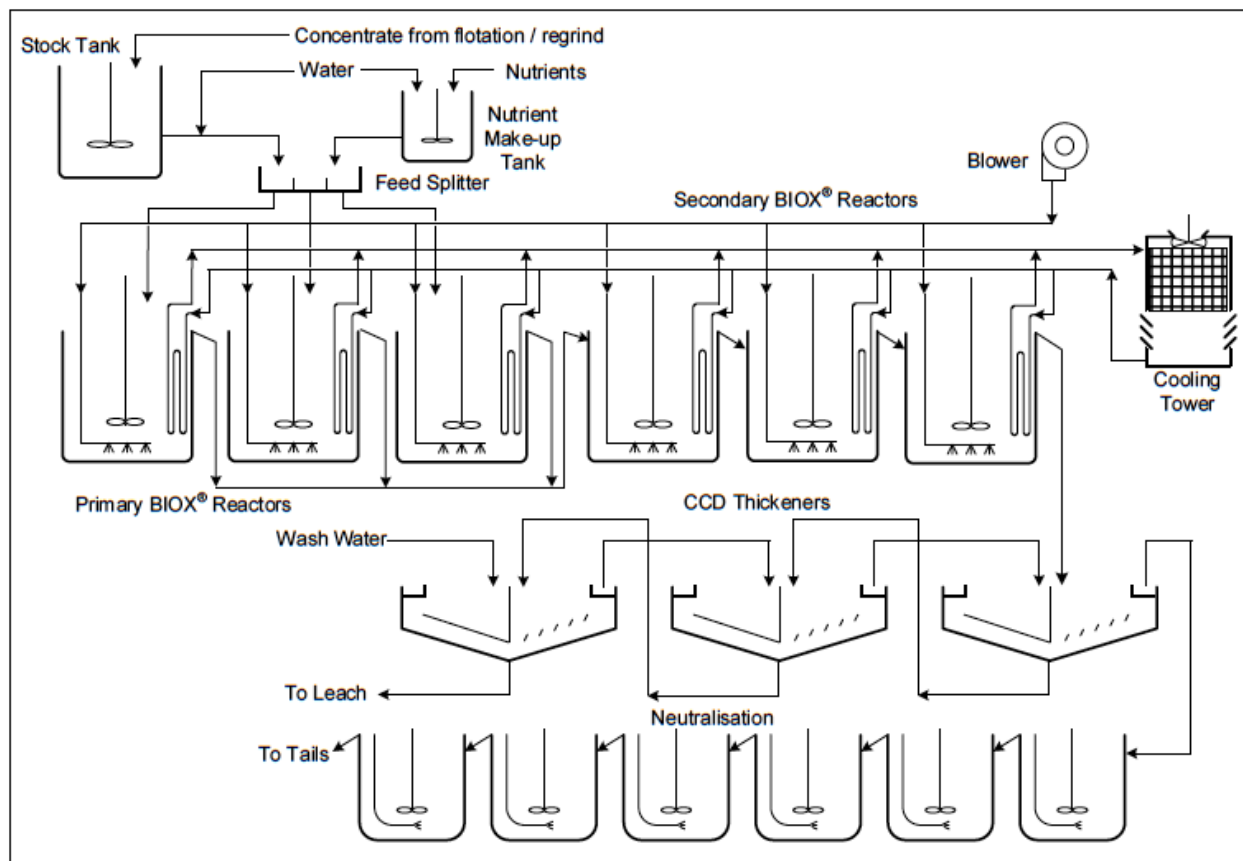 Concentrate from flotation / regrind
Stock Tank
Water
Nutrients
Nutrient
Make-up
Tank
Blower
Feed Splitter
Secondary BIOX® Reactors
Cooling
Tower
Primary BIOX® Reactors
CCD Thickeners
Wash Water
To Leach
Neutralisation
To Tails